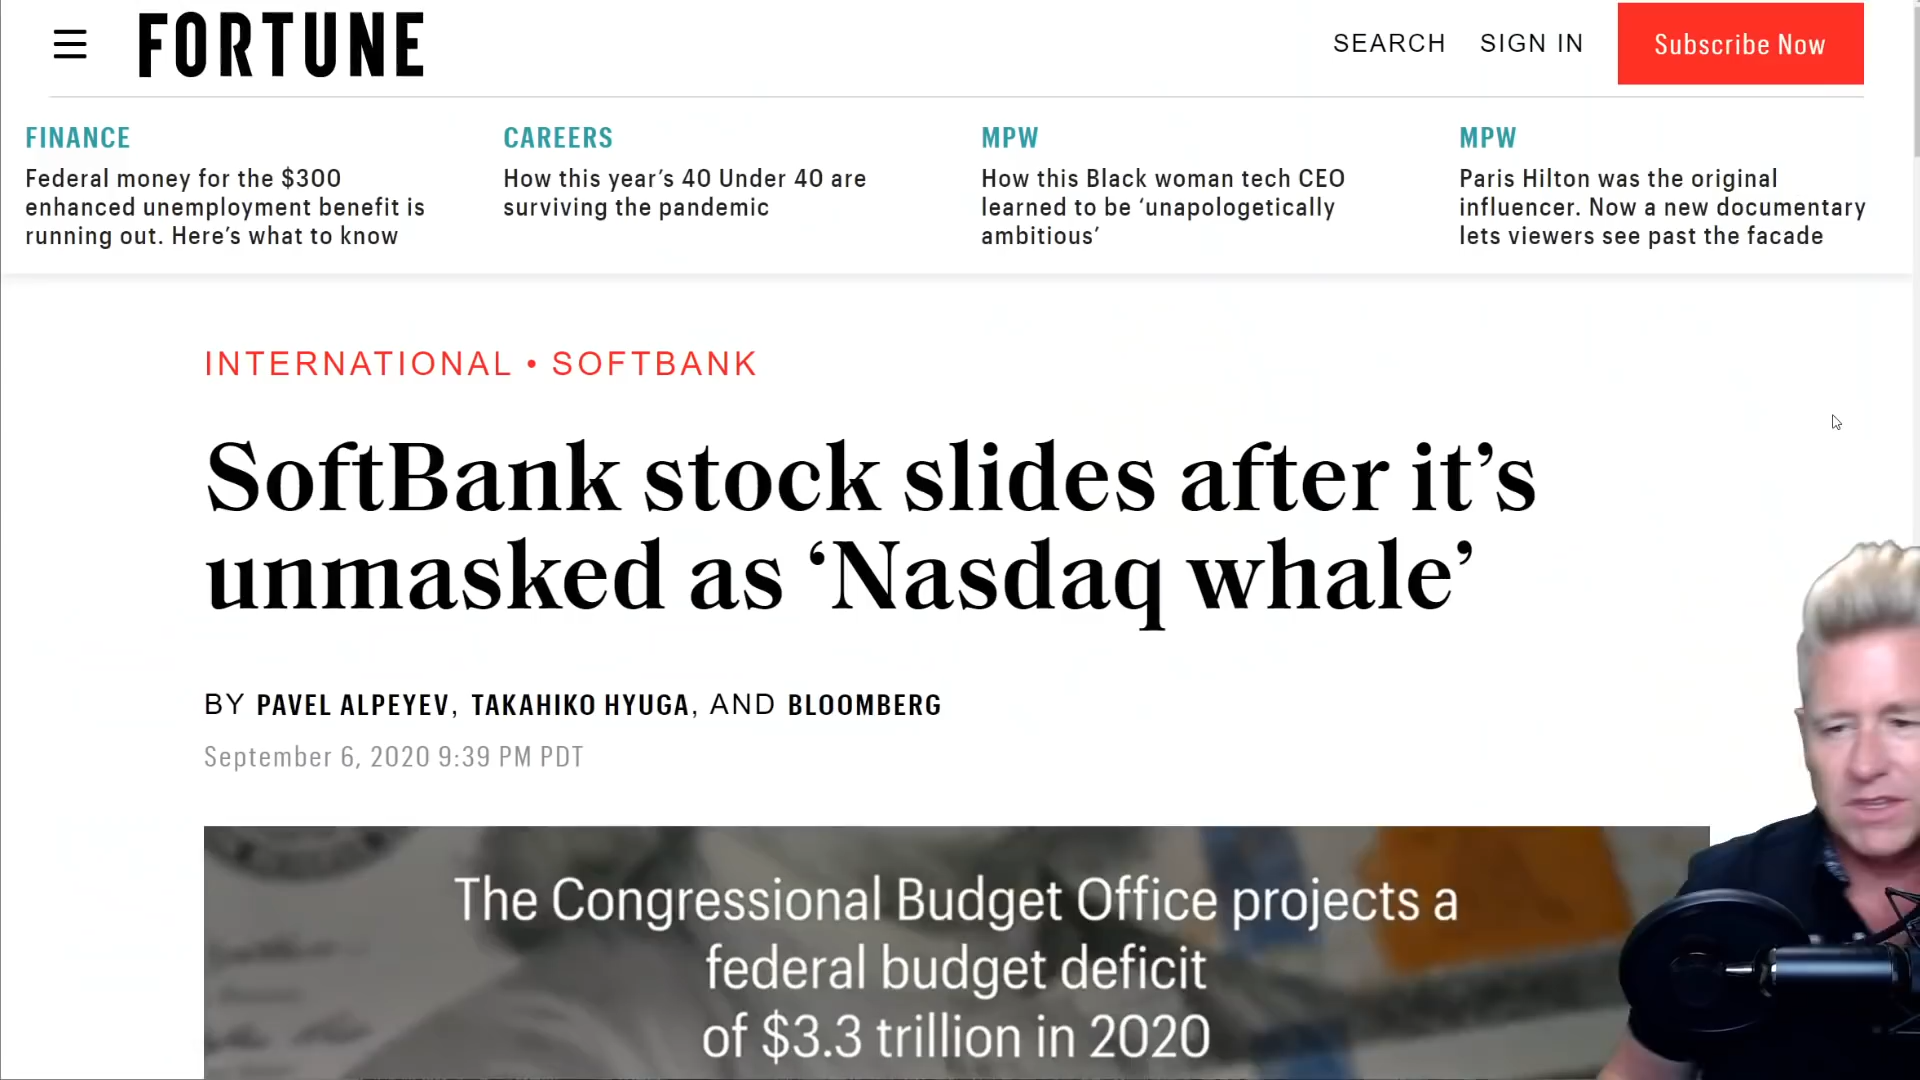 FORTUNE
SEARCH
SIGN IN
Subscribe Now
FINANCE
Federal money for the $300
enhanced unemployment benefit is
running out. Here’s what to know
CAREERS
How this year’s 40 Under 40 are
surviving the pandemic
MPW
How this Black woman tech CEO
learned to be ‘unapologetically
ambitious’
MPW
Paris Hilton was the original
influencer. Now a new documentary
lets viewers see past the facade
INTERNATIONAL • SOFTBANK
SoftBank stock slides after it’s
unmasked as ‘Nasdaq whale’
BY PAVEL ALPEYEV, TAKAHIKO HYUGA, AND BLOOMBERG
September 6, 2020 9:39 PM PDT
The Congressional Budget Office projects a
federal budget deficit
of $3.3 trillion in 2020